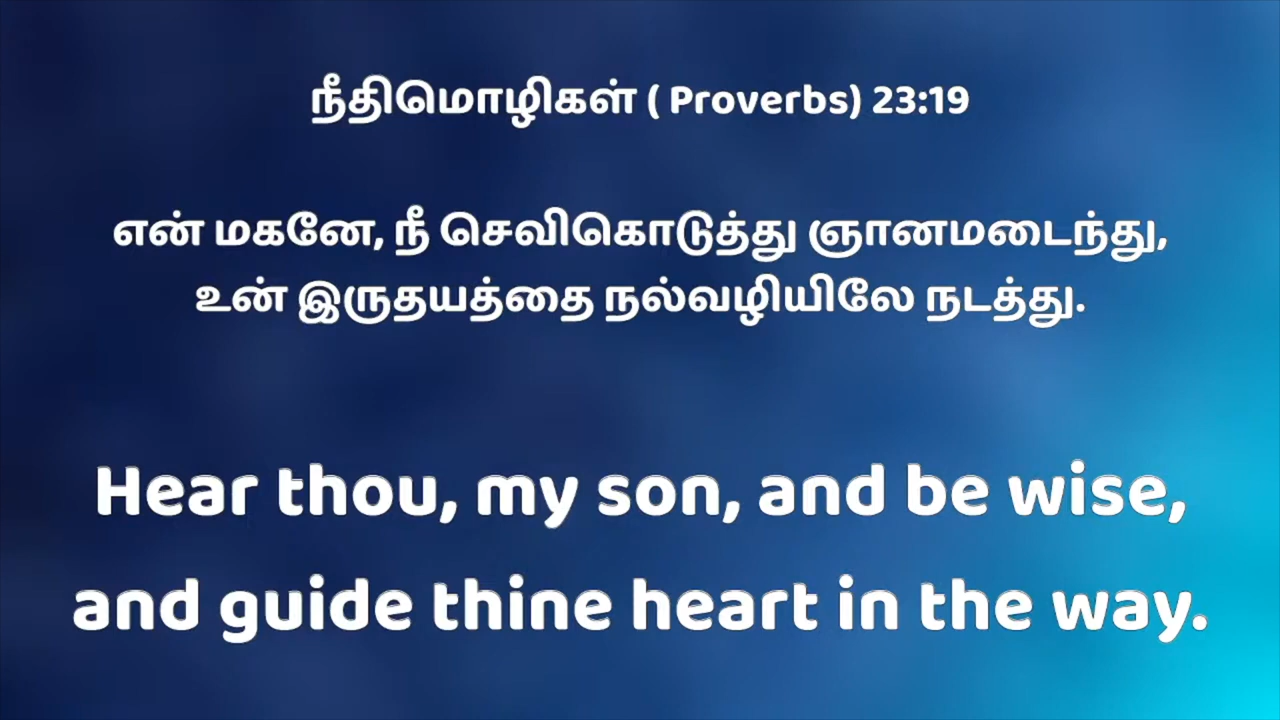 நீதிமொழிகள் ( Proverbs) 23:19
என் மகனே, நீ செவிகொடுத்து ஞானமடைந்து,
உன் இருதயத்தை நல்வழியிலே நடத்து.
Hear thou, my son, and be wise,
and guide thine heart in the way.